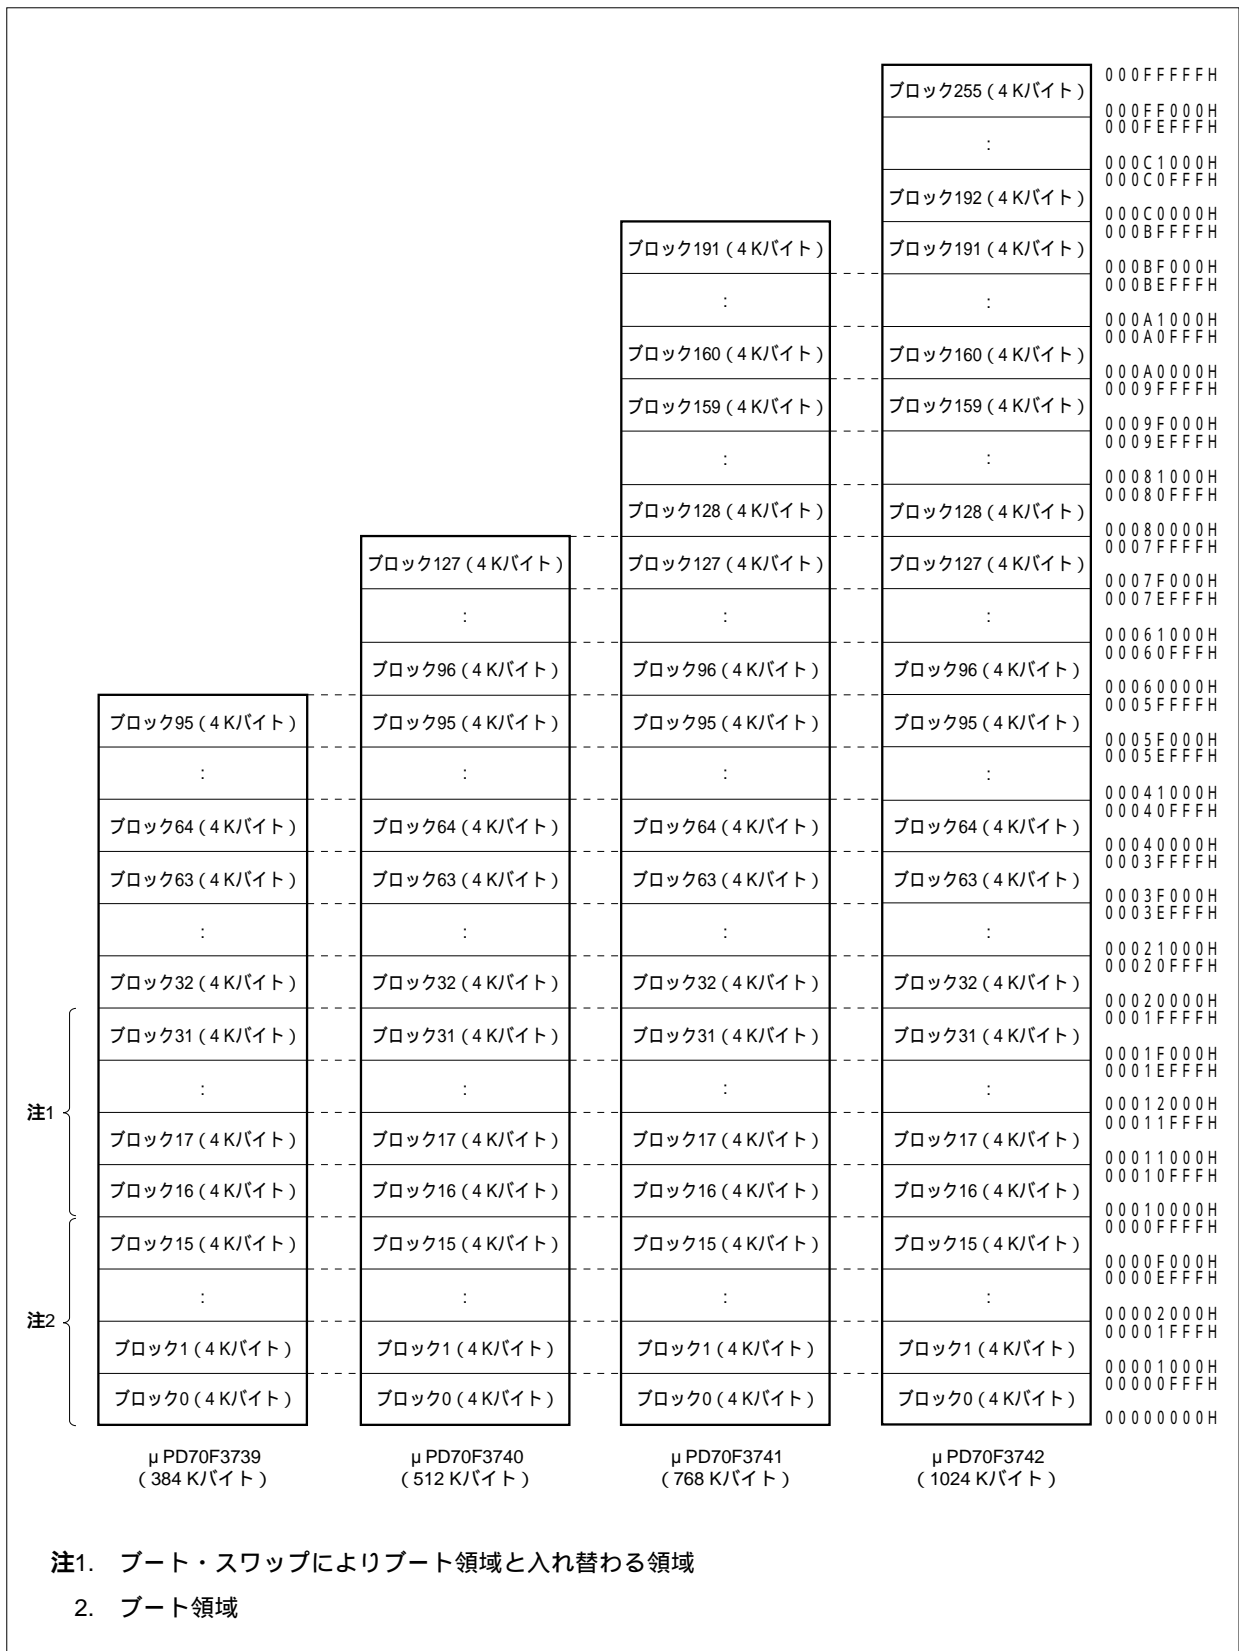 000FFFFFH
ブロック255（4 Kバイト）
000FF000H
000FEFFFH
:
000C1000H
000C0FFFH
ブロック192（4 Kバイト）
000C0000H
000BFFFFH
ブロック191（4 Kバイト） ブロック191（4 Kバイト）
000BF000H
000BEFFFH
: :
000A1000H
000A0FFFH
ブロック160（4 Kバイト） ブロック160（4 Kバイト）
000A0000H
0009FFFFH
ブロック159（4 Kバイト） ブロック159（4 Kバイト）
0009F000H
0009EFFFH
: :
00081000H
00080FFFH
ブロック128（4 Kバイト） ブロック128（4 Kバイト）
00080000H
0007FFFFH
ブロック127（4 Kバイト） ブロック127（4 Kバイト） ブロック127（4 Kバイト）
0007F000H
0007EFFFH
: : :
00061000H
00060FFFH
ブロック96（4 Kバイト） ブロック96（4 Kバイト） ブロック96（4 Kバイト）
00060000H
0005FFFFH
ブロック95（4 Kバイト） ブロック95（4 Kバイト） ブロック95（4 Kバイト） ブロック95（4 Kバイト）
0005F000H
0005EFFFH
: : : :
00041000H
00040FFFH
ブロック64（4 Kバイト） ブロック64（4 Kバイト） ブロック64（4 Kバイト） ブロック64（4 Kバイト）
00040000H
0003FFFFH
ブロック63（4 Kバイト） ブロック63（4 Kバイト） ブロック63（4 Kバイト） ブロック63（4 Kバイト）
0003F000H
0003EFFFH
: : : :
00021000H
00020FFFH
ブロック32（4 Kバイト） ブロック32（4 Kバイト） ブロック32（4 Kバイト） ブロック32（4 Kバイト）
00020000H
0001FFFFH
ブロック31（4 Kバイト） ブロック31（4 Kバイト） ブロック31（4 Kバイト） ブロック31（4 Kバイト）
0001F000H
0001EFFFH
: : : :
注1
00012000H
00011FFFH
ブロック17（4 Kバイト） ブロック17（4 Kバイト） ブロック17（4 Kバイト） ブロック17（4 Kバイト）
00011000H
00010FFFH
ブロック16（4 Kバイト） ブロック16（4 Kバイト） ブロック16（4 Kバイト） ブロック16（4 Kバイト）
00010000H
0000FFFFH
ブロック15（4 Kバイト） ブロック15（4 Kバイト） ブロック15（4 Kバイト） ブロック15（4 Kバイト）
0000F000H
0000EFFFH
: : : :
注2
00002000H
00001FFFH
ブロック1（4 Kバイト） ブロック1（4 Kバイト） ブロック1（4 Kバイト） ブロック1（4 Kバイト）
00001000H
00000FFFH
ブロック0（4 Kバイト） ブロック0（4 Kバイト） ブロック0（4 Kバイト） ブロック0（4 Kバイト）
00000000H
μPD70F3739 μPD70F3740 μPD70F3741 μPD70F3742
（384 Kバイト） （512 Kバイト） （768 Kバイト） （1024 Kバイト）
注1. ブート・スワップによりブート領域と入れ替わる領域
2. ブート領域